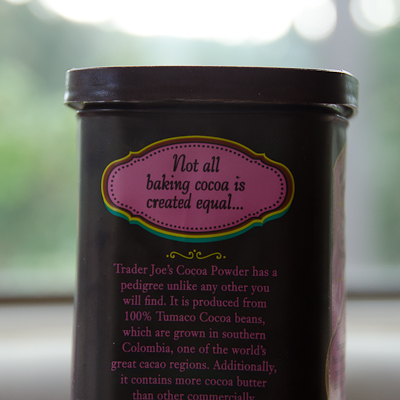 Not all
baking cocoa is
created equal...
Trader Joe's Cocoa Powder has a
pedigree unlike any other you
will find. It is produced from
100% Tumaco Cocoa beans,
which are grown in southern
Colombia, one of the world's
great cacao regions. Additionally,
it contains more cocoa butter
than other commercially